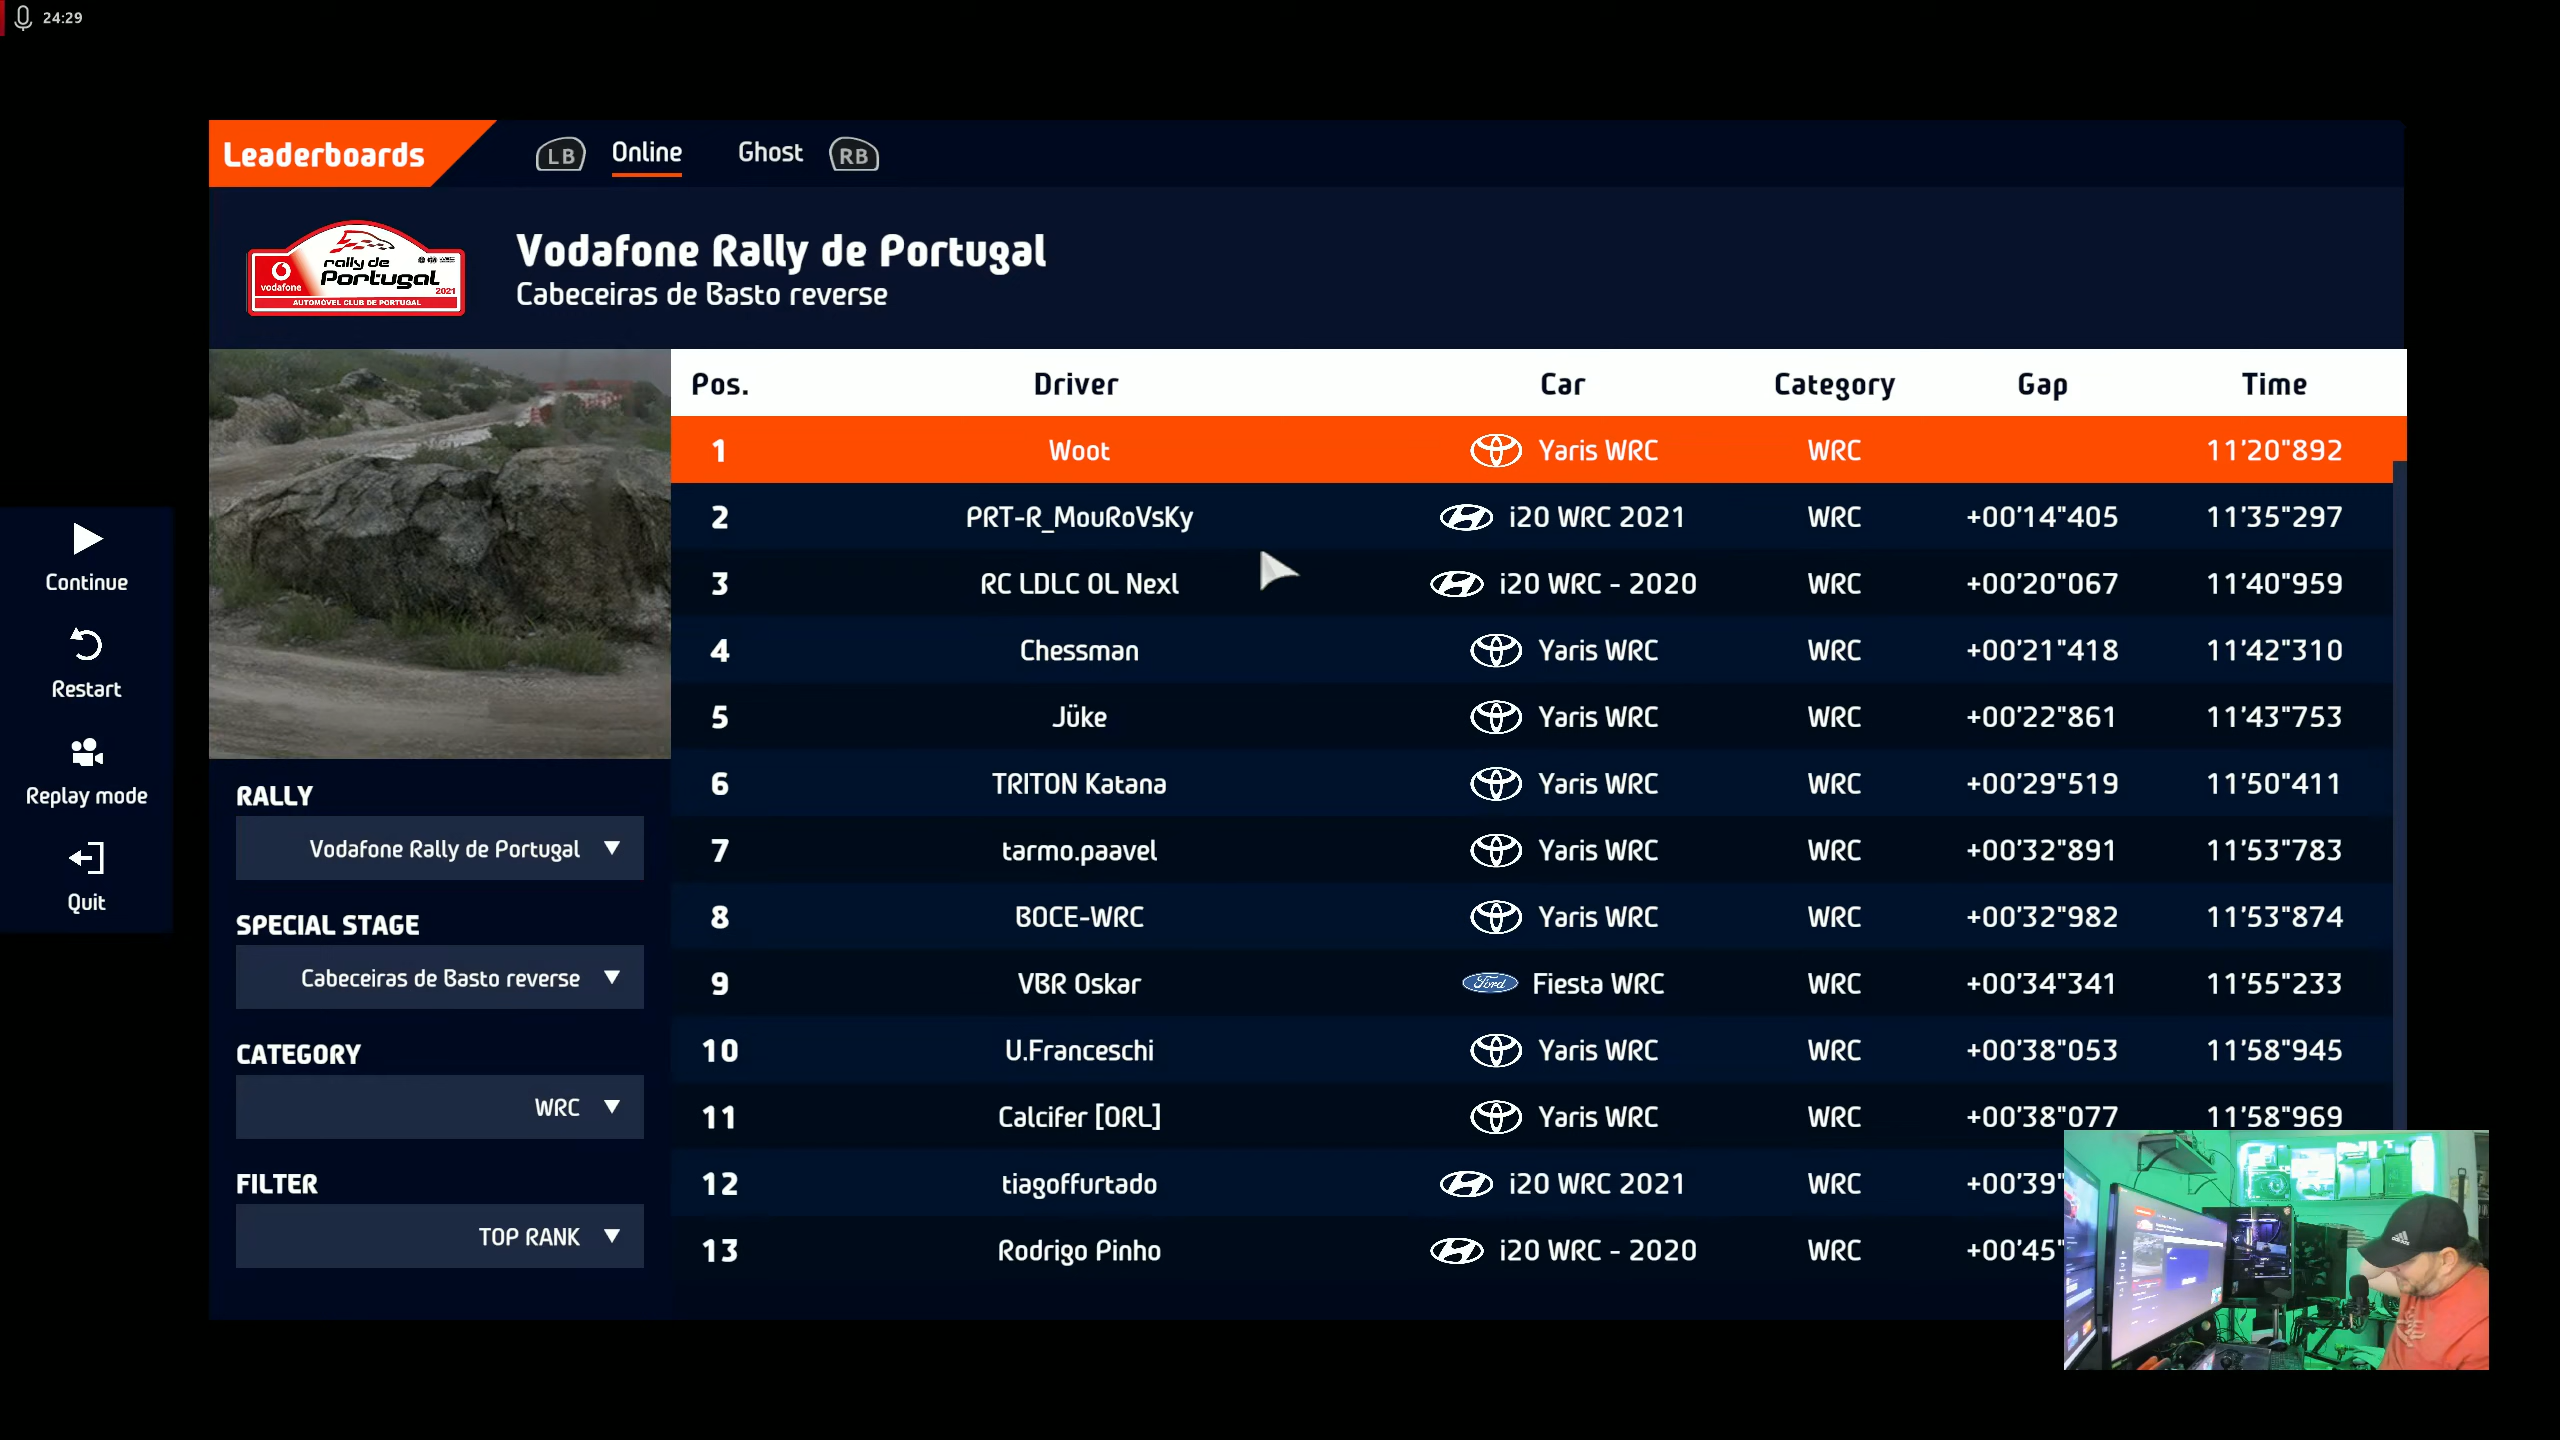 24:29
Leaderboards LB Online Ghost RB
vodafone rally de Portugal 2021
AUTOMÓVEL CLUB DE PORTUGAL
Vodafone Rally de Portugal
Cabeceiras de Basto reverse
Pos. Driver Car Category Gap Time
1 Woot Yaris WRC WRC 11'20"892
2 PRT-R_MouRoVsKy i20 WRC 2021 WRC +00'14"405 11'35"297
3 RC LDLC OL Nexl i20 WRC - 2020 WRC +00'20"067 11'40"959
4 Chessman Yaris WRC WRC +00'21"418 11'42"310
5 Jüke Yaris WRC WRC +00'22"861 11'43"753
6 TRITON Katana Yaris WRC WRC +00'29"519 11'50"411
7 tarmo.paavel Yaris WRC WRC +00'32"891 11'53"783
8 BOCE-WRC Yaris WRC WRC +00'32"982 11'53"874
9 VBR Oskar Ford Fiesta WRC WRC +00'34"341 11'55"233
10 U.Franceschi Yaris WRC WRC +00'38"053 11'58"945
11 Calcifer [ORL] Yaris WRC WRC +00'38"077 11'58"969
12 tiagoffurtado i20 WRC 2021 WRC +00'39"
13 Rodrigo Pinho i20 WRC - 2020 WRC +00'45"
Continue
Restart
Replay mode
Quit
RALLY
Vodafone Rally de Portugal
SPECIAL STAGE
Cabeceiras de Basto reverse
CATEGORY
WRC
FILTER
TOP RANK